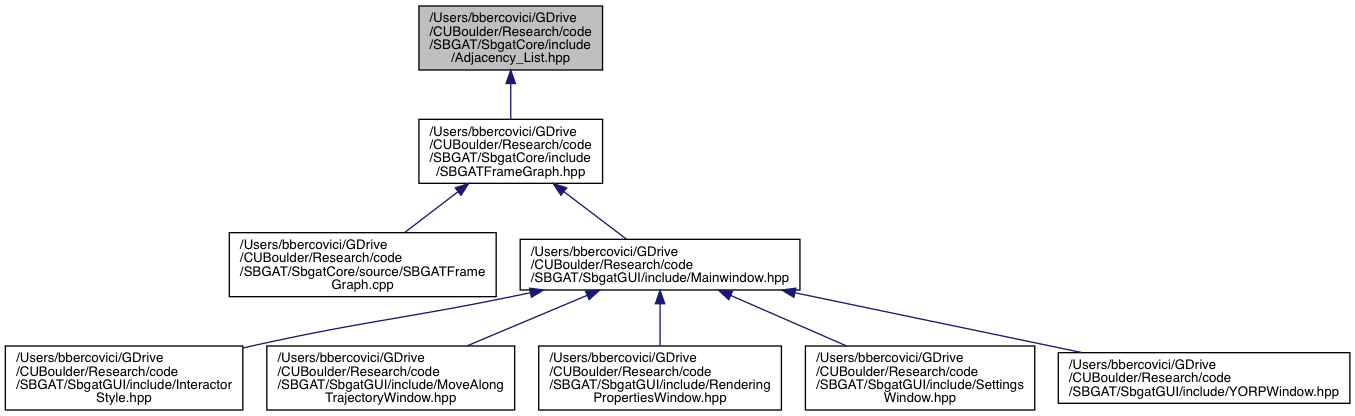 /Users/bbercovici/GDrive
/CUBoulder/Research/code
/SBGAT/SbgatCore/include
/Adjacency_List.hpp
/Users/bbercovici/GDrive
/CUBoulder/Research/code
/SBGAT/SbgatCore/include
/SBGATFrameGraph.hpp
/Users/bbercovici/GDrive
/CUBoulder/Research/code
/SBGAT/SbgatCore/source/SBGATFrame
Graph.cpp
/Users/bbercovici/GDrive
/CUBoulder/Research/code
/SBGAT/SbgatGUI/include/Mainwindow.hpp
/Users/bbercovici/GDrive
/CUBoulder/Research/code
/SBGAT/SbgatGUI/include/Interactor
Style.hpp
/Users/bbercovici/GDrive
/CUBoulder/Research/code
/SBGAT/SbgatGUI/include/MoveAlong
TrajectoryWindow.hpp
/Users/bbercovici/GDrive
/CUBoulder/Research/code
/SBGAT/SbgatGUI/include/Rendering
PropertiesWindow.hpp
/Users/bbercovici/GDrive
/CUBoulder/Research/code
/SBGAT/SbgatGUI/include/Settings
Window.hpp
/Users/bbercovici/GDrive
/CUBoulder/Research/code
/SBGAT/SbgatGUI/include/YORPWindow.hpp